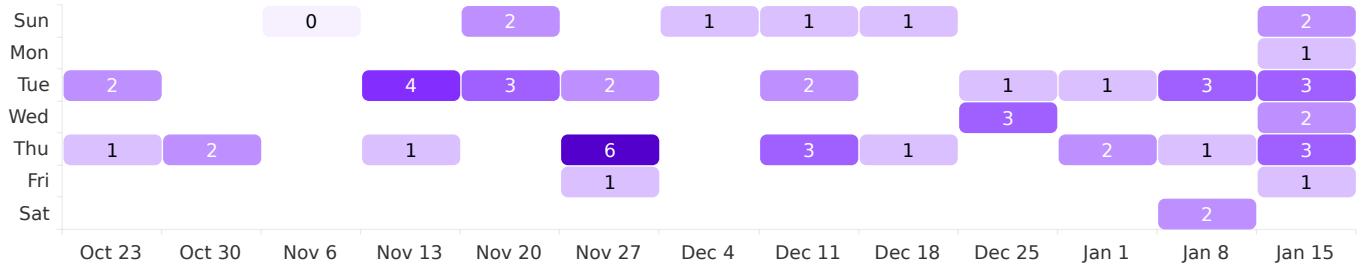 Sun 0 2 1 1 1 2
Mon 1
Tue 2 4 3 2 2 1 1 3 3
Wed 3 2
Thu 1 2 1 6 3 1 2 1 3
Fri 1 1
Sat 2
Oct 23 Oct 30 Nov 6 Nov 13 Nov 20 Nov 27 Dec 4 Dec 11 Dec 18 Dec 25 Jan 1 Jan 8 Jan 15